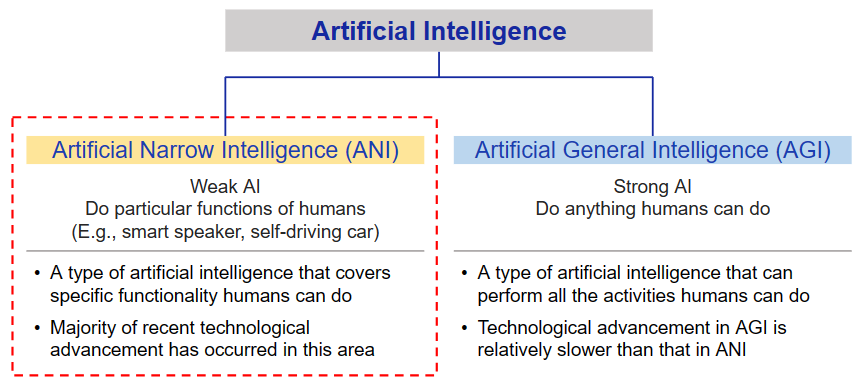 Artificial Intelligence
Artificial Narrow Intelligence (ANI)
Weak AI
Do particular functions of humans
(E.g., smart speaker, self-driving car)
• A type of artificial intelligence that covers
specific functionality humans can do
• Majority of recent technological
advancement has occurred in this area
Artificial General Intelligence (AGI)
Strong AI
Do anything humans can do
• A type of artificial intelligence that can
perform all the activities humans can do
• Technological advancement in AGI is
relatively slower than that in ANI